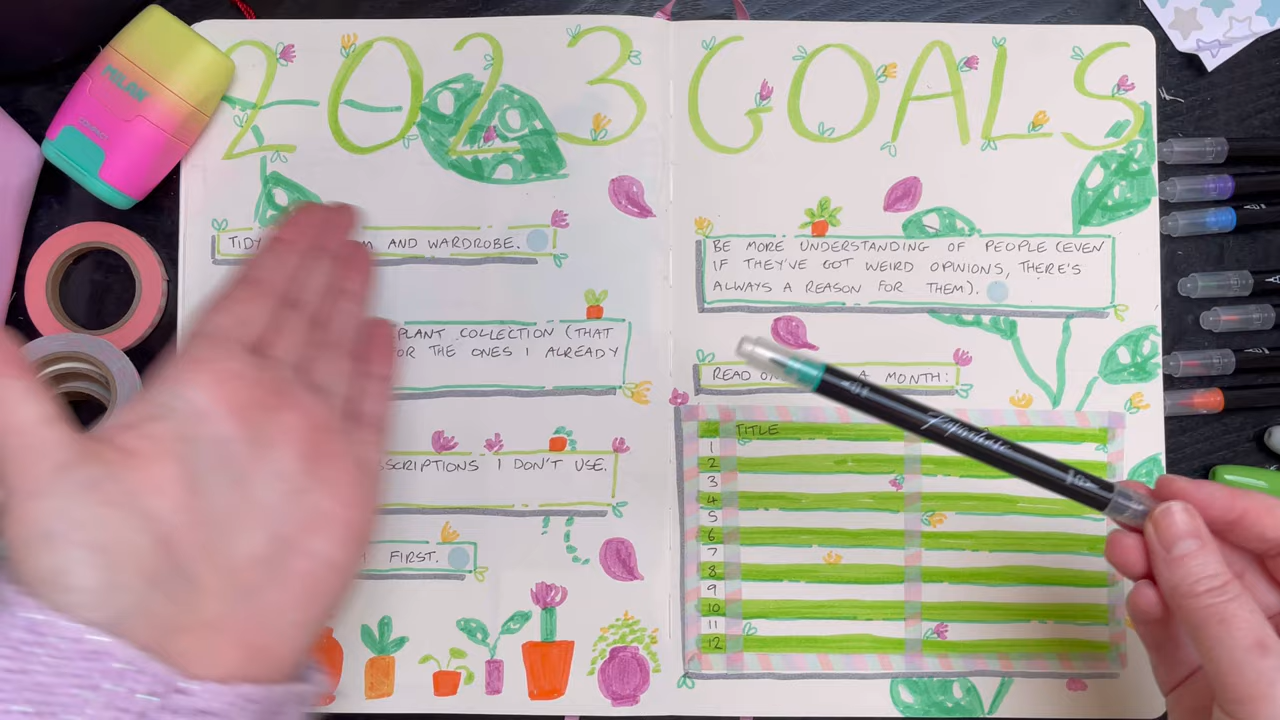 2023 GOALS
MILAN
COMPACT
TIDY AND WARDROBE.
PLANT COLLECTION (THAT
FOR THE ONES I ALREADY
I DON'T USE.
FIRST.
BE MORE UNDERSTANDING OF PEOPLE (EVEN
IF THEY'VE GOT WEIRD OPINIONS, THERE'S
ALWAYS A REASON FOR THEM).
READ A MONTH:
Paperchase
TITLE
1
2
3
4
5
6
7
8
9
10
11
12